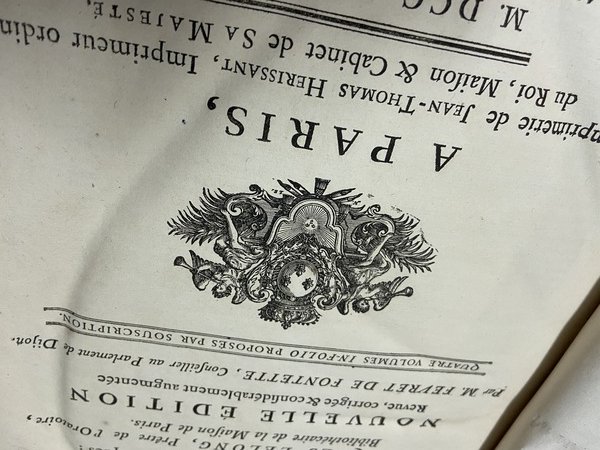 LELONG, Prêtre de l'Oratoire,
Bibliothécaire de la Maiſon de Paris.
NOUVELLE EDITION
Revue, corrigée & conſidérablement augmentée
Par M. FEVRET DE FONTETTE, Conſeiller au Parlement de Dijon.
QUATRE VOLUMES IN-FOLIO PROPOSÉS PAR SOUSCRIPTION.
A PARIS,
mprimerie de JEAN-THOMAS HERISSANT, Imprimeur ordin
du Roi, Maiſon & Cabinet de SA MAJESTÉ,
M. DCC